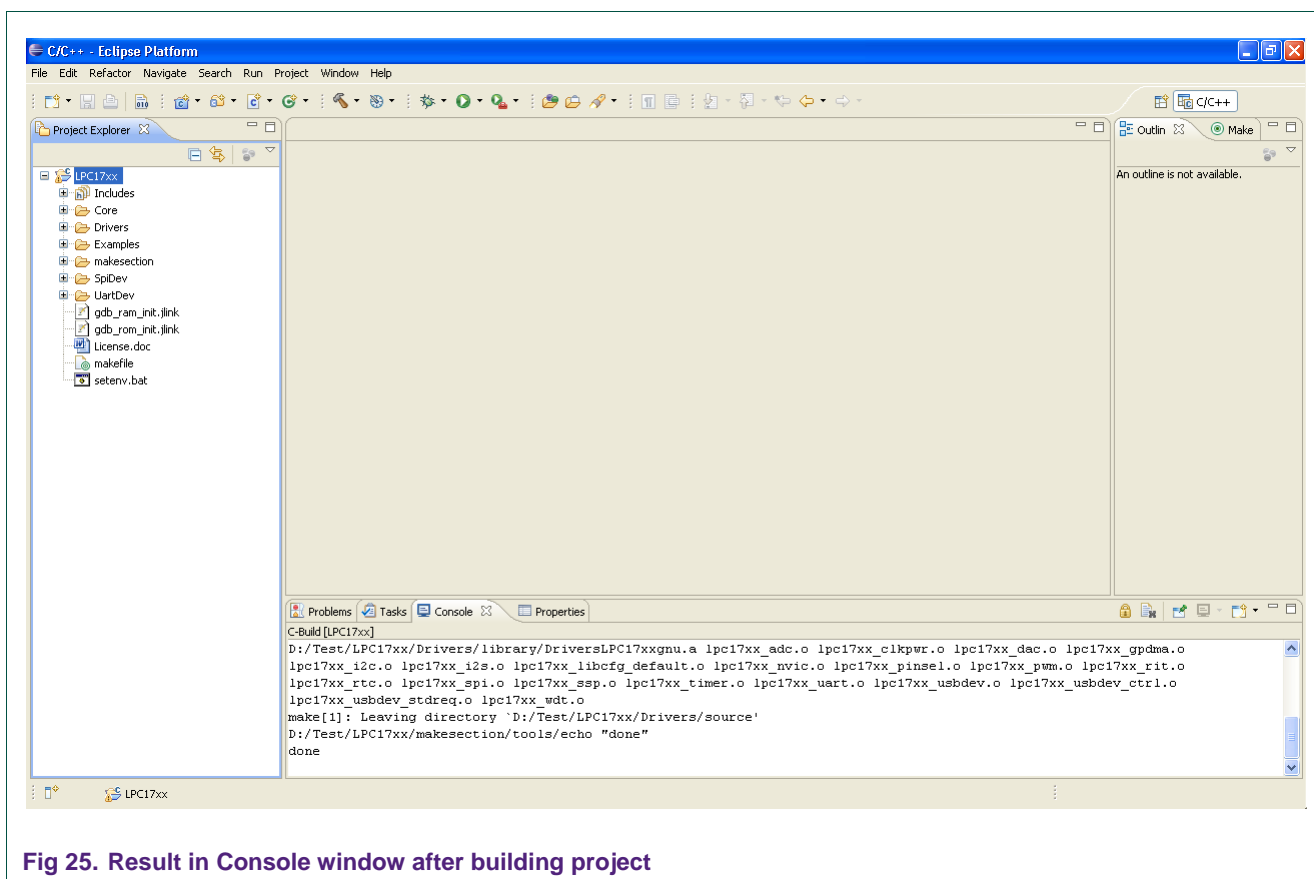 C/C++ - Eclipse Platform
File Edit Refactor Navigate Search Run Project Window Help
C/C++
Project Explorer
LPC17xx
Includes
Core
Drivers
Examples
makesection
SpiDev
UartDev
gdb_ram_init.jlink
gdb_rom_init.jlink
License.doc
makefile
setenv.bat
Outlin
Make
An outline is not available.
Problems Tasks Console Properties
C-Build [LPC17xx]
D:/Test/LPC17xx/Drivers/library/DriversLPC17xxgnu.a lpc17xx_adc.o lpc17xx_clkpwr.o lpc17xx_dac.o lpc17xx_gpdma.o
lpc17xx_i2c.o lpc17xx_i2s.o lpc17xx_libcfg_default.o lpc17xx_nvic.o lpc17xx_pinsel.o lpc17xx_pwm.o lpc17xx_rit.o
lpc17xx_rtc.o lpc17xx_spi.o lpc17xx_ssp.o lpc17xx_timer.o lpc17xx_uart.o lpc17xx_usbdev.o lpc17xx_usbdev_ctrl.o
lpc17xx_usbdev_stdreq.o lpc17xx_wdt.o
make[1]: Leaving directory `D:/Test/LPC17xx/Drivers/source'
D:/Test/LPC17xx/makesection/tools/echo "done"
done
LPC17xx
Fig 25. Result in Console window after building project